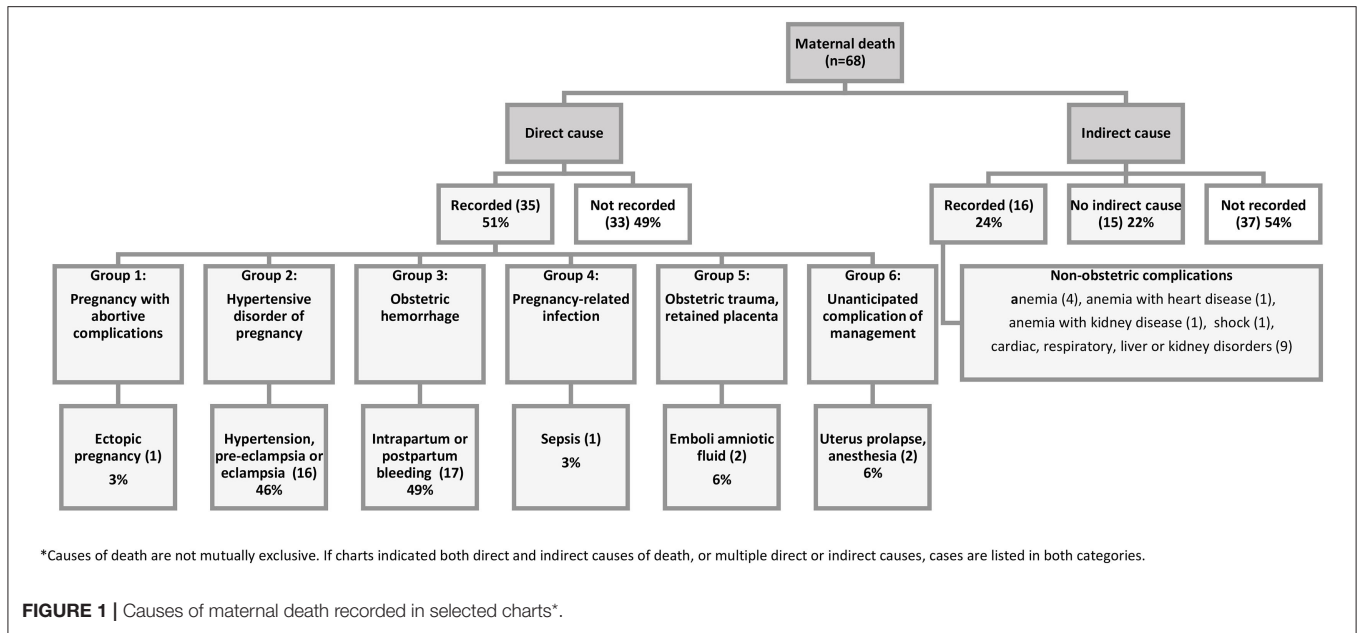 Maternal death
(n=68)
Direct cause
Indirect cause
Recorded (35)
51%
Not recorded
(33) 49%
Recorded (16)
24%
No indirect cause
(15) 22%
Not recorded
(37) 54%
Group 1:
Pregnancy with
abortive
complications
Group 2:
Hypertensive
disorder of
pregnancy
Group 3:
Obstetric
hemorrhage
Group 4:
Pregnancy-related
infection
Group 5:
Obstetric trauma,
retained placenta
Group 6:
Unanticipated
complication of
management
Non-obstetric complications
anemia (4), anemia with heart disease (1),
anemia with kidney disease (1), shock (1),
cardiac, respiratory, liver or kidney disorders (9)
Ectopic
pregnancy (1)
3%
Hypertension,
pre-eclampsia or
eclampsia (16)
46%
Intrapartum or
postpartum
bleeding (17)
49%
Sepsis (1)
3%
Emboli amniotic
fluid (2)
6%
Uterus prolapse,
anesthesia (2)
6%
*Causes of death are not mutually exclusive. If charts indicated both direct and indirect causes of death, or multiple direct or indirect causes, cases are listed in both categories.
FIGURE 1 | Causes of maternal death recorded in selected charts*.